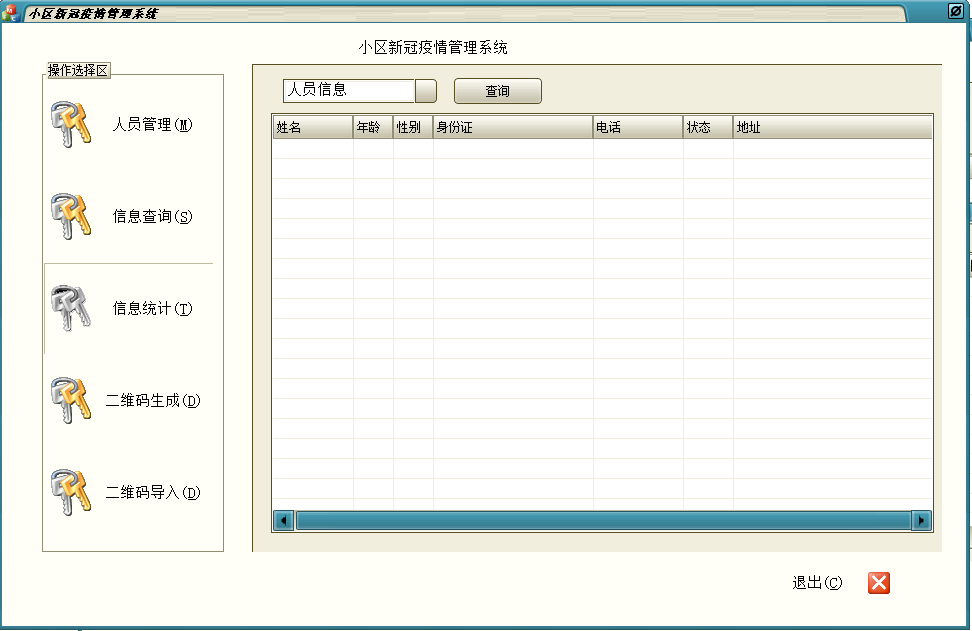 小区新冠疫情管理系统
小区新冠疫情管理系统
操作选择区
人员管理(M)
信息查询(S)
信息统计(T)
二维码生成(D)
二维码导入(D)
人员信息 查询
姓名 年龄 性别 身份证 电话 状态 地址
退出(C)